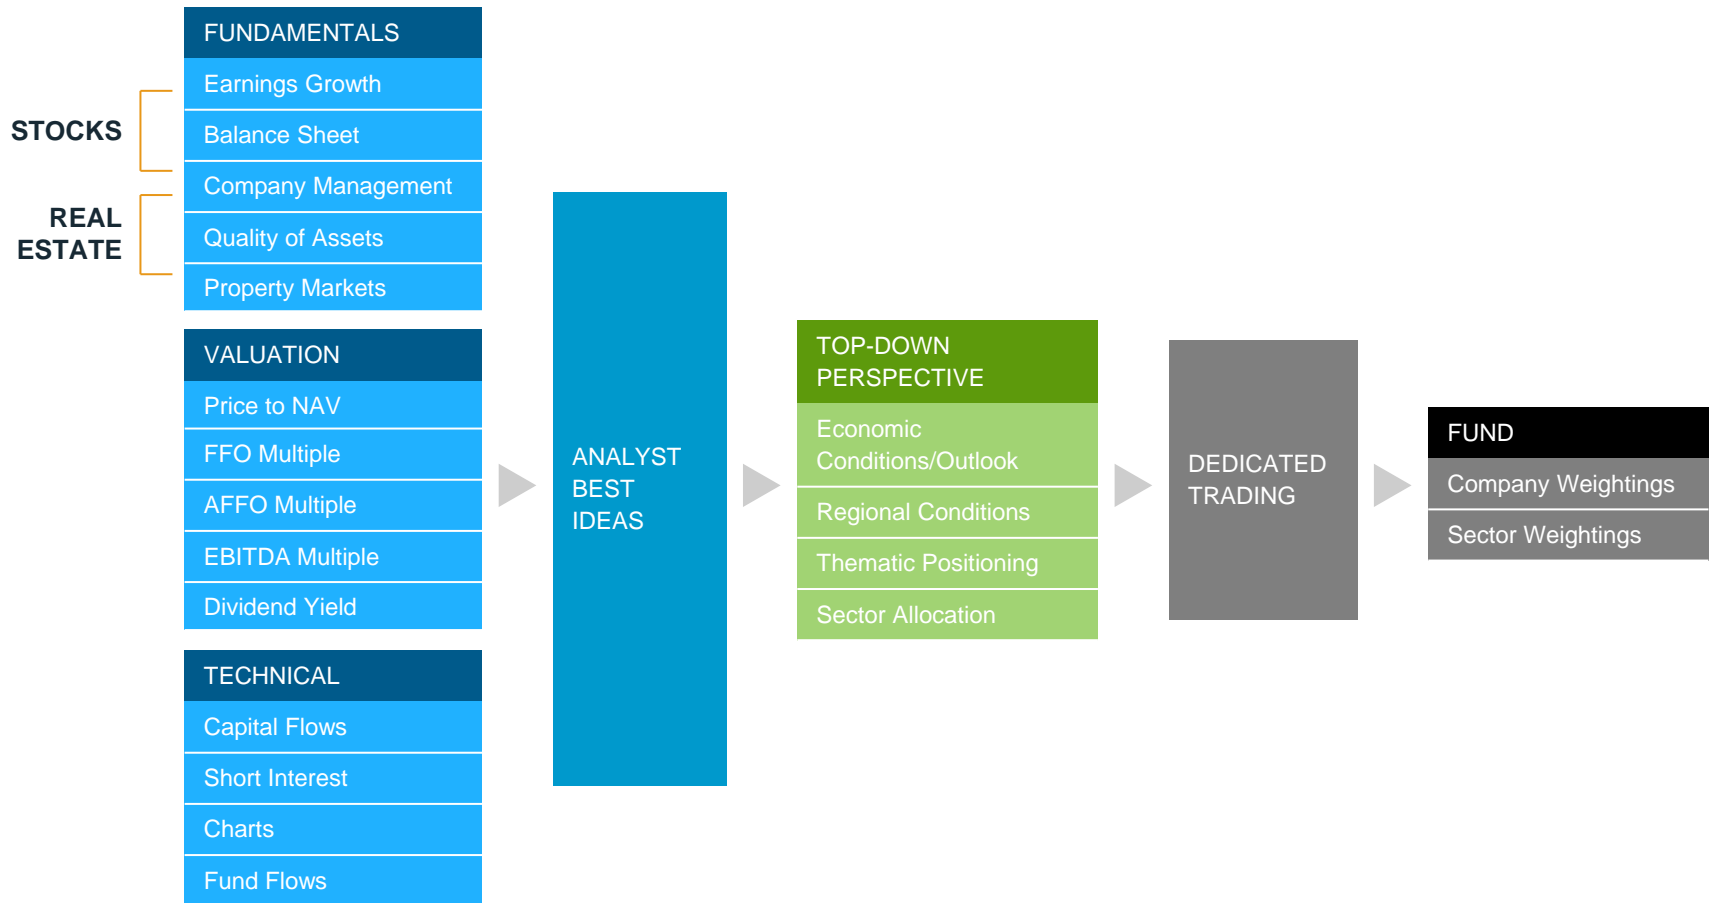 STOCKS
REAL
ESTATE
FUNDAMENTALS
Earnings Growth
Balance Sheet
Company Management
Quality of Assets
Property Markets
VALUATION
Price to NAV
FFO Multiple
AFFO Multiple
EBITDA Multiple
Dividend Yield
TECHNICAL
Capital Flows
Short Interest
Charts
Fund Flows
ANALYST
BEST
IDEAS
TOP-DOWN
PERSPECTIVE
Economic
Conditions/Outlook
Regional Conditions
Thematic Positioning
Sector Allocation
DEDICATED
TRADING
FUND
Company Weightings
Sector Weightings